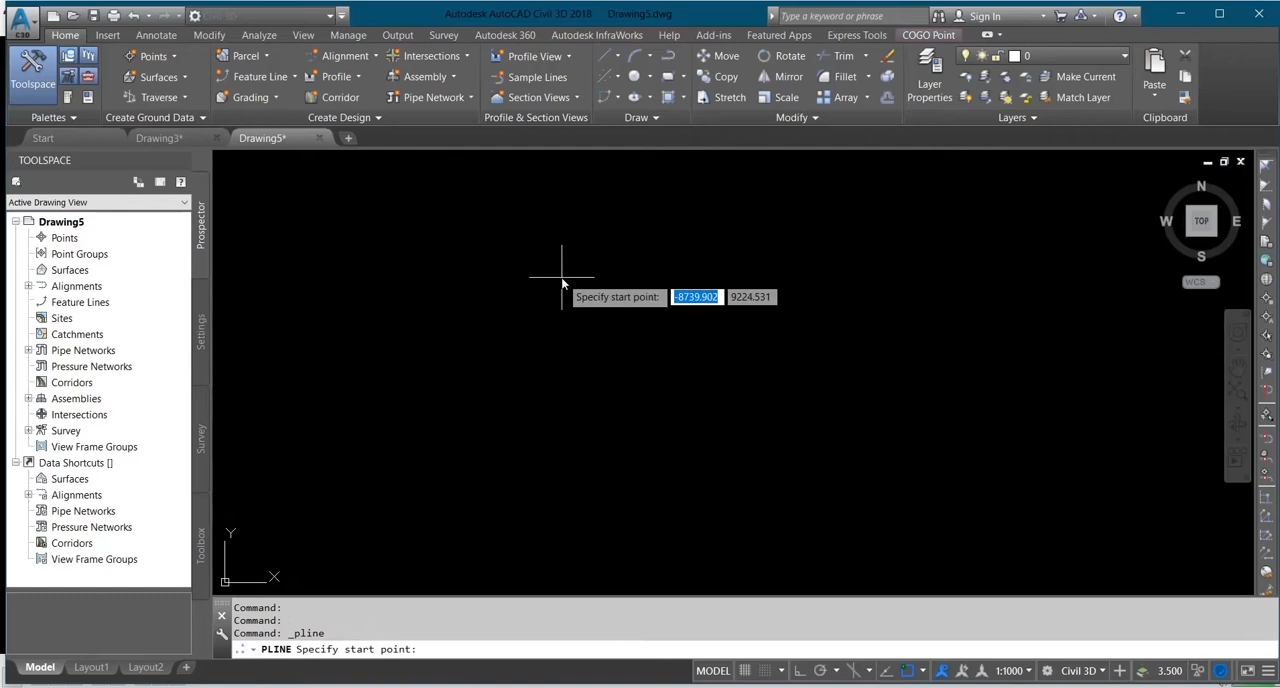 C3D Civil 3D Autodesk AutoCAD Civil 3D 2018 Drawing5.dwg Type a keyword or phrase Sign In
Home Insert Annotate Modify Analyze View Manage Output Survey Autodesk 360 Autodesk InfraWorks Help Add-ins Featured Apps Express Tools COGO Point
Points Parcel Alignment Intersections Profile View Move Rotate Trim 0
Toolspace Surfaces Feature Line Profile Assembly Sample Lines Copy Mirror Fillet Layer Properties Make Current Paste
Traverse Grading Corridor Pipe Network Section Views Stretch Scale Array Match Layer
Palettes Create Ground Data Create Design Profile & Section Views Draw Modify Layers Clipboard
Start Drawing3* Drawing5*
TOOLSPACE
Active Drawing View
Drawing5
Points
Point Groups
Surfaces
Alignments
Feature Lines
Sites
Catchments
Pipe Networks
Pressure Networks
Corridors
Assemblies
Intersections
Survey
View Frame Groups
Data Shortcuts []
Surfaces
Alignments
Pipe Networks
Pressure Networks
Corridors
View Frame Groups
Prospector
Settings
Survey
Toolbox
N
W TOP E
S
WCS
Specify start point: -8739.902 9224.531
Y
X
Command:
Command:
Command: _pline
PLINE Specify start point:
Model Layout1 Layout2 + MODEL 1:1000 Civil 3D 3.500